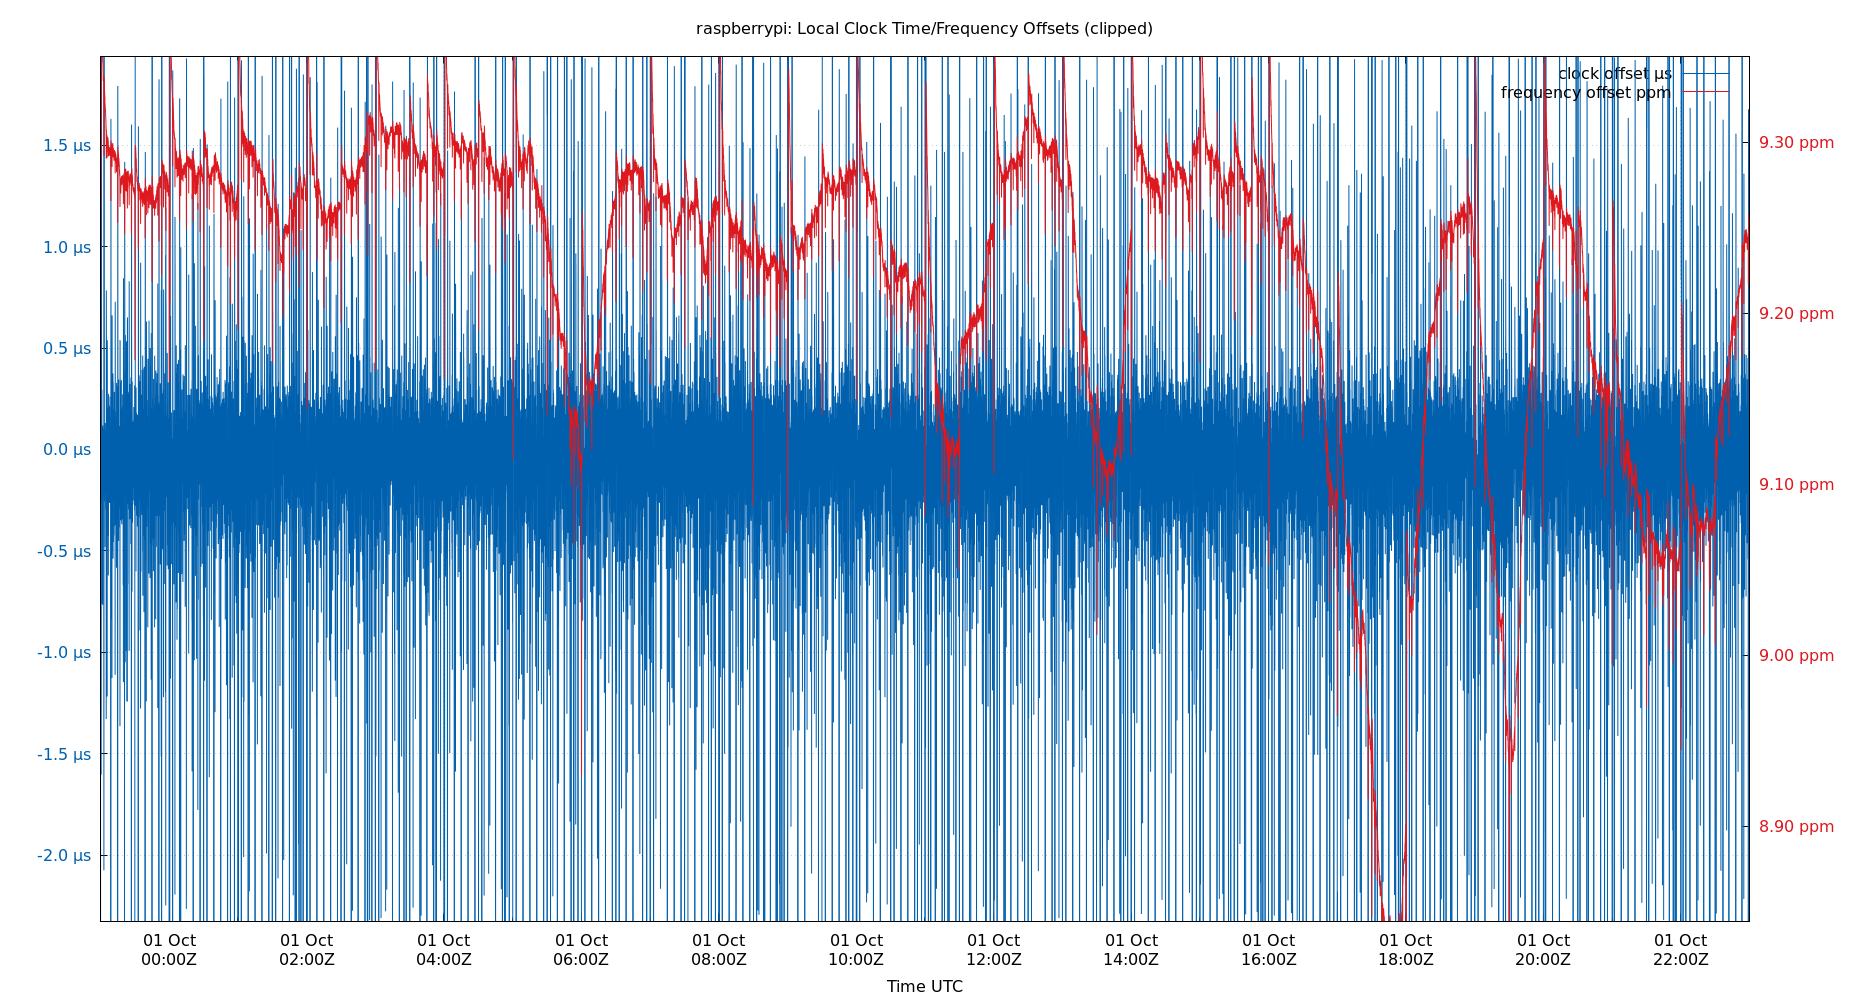 raspberrypi: Local Clock Time/Frequency Offsets (clipped)
clock offset µs
frequency offset ppm
1.5 µs
1.0 µs
0.5 µs
0.0 µs
-0.5 µs
-1.0 µs
-1.5 µs
-2.0 µs
9.30 ppm
9.20 ppm
9.10 ppm
9.00 ppm
8.90 ppm
01 Oct 01 Oct 01 Oct 01 Oct 01 Oct 01 Oct 01 Oct 01 Oct 01 Oct 01 Oct 01 Oct 01 Oct
00:00Z 02:00Z 04:00Z 06:00Z 08:00Z 10:00Z 12:00Z 14:00Z 16:00Z 18:00Z 20:00Z 22:00Z
Time UTC